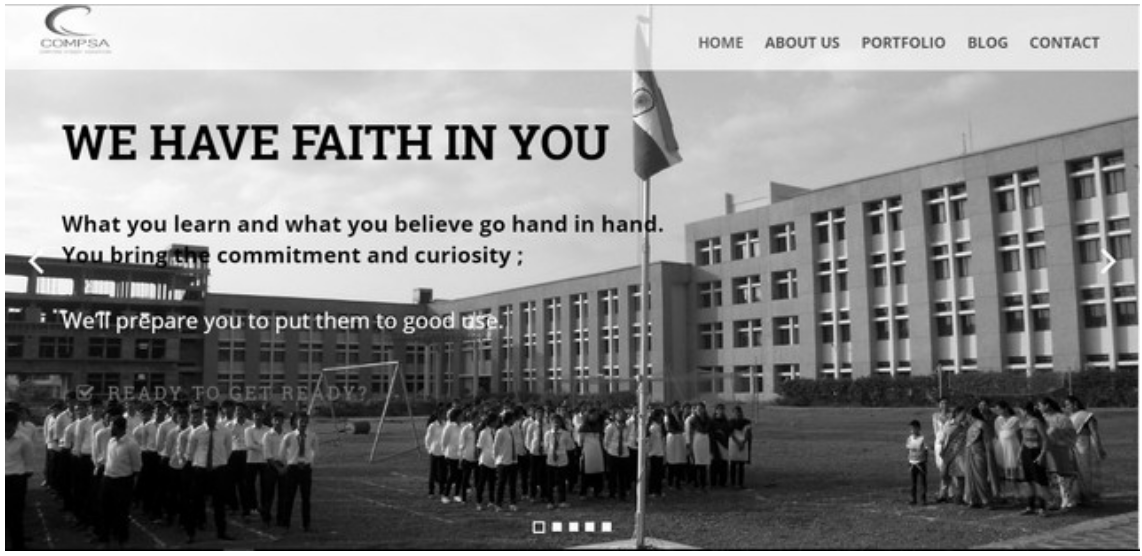 COMPSA
HOME ABOUT US PORTFOLIO BLOG CONTACT
WE HAVE FAITH IN YOU
What you learn and what you believe go hand in hand.
You bring the commitment and curiosity ;
We'll prepare you to put them to good use.
READY TO GET READY?